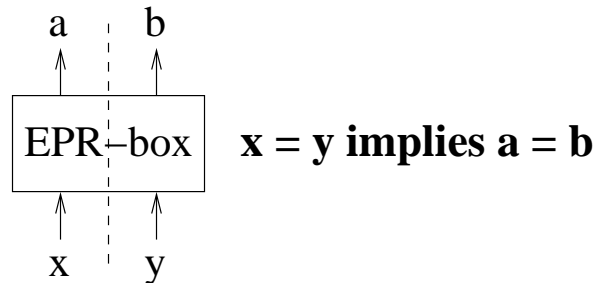 a b
EPR–box x = y implies a = b
x y